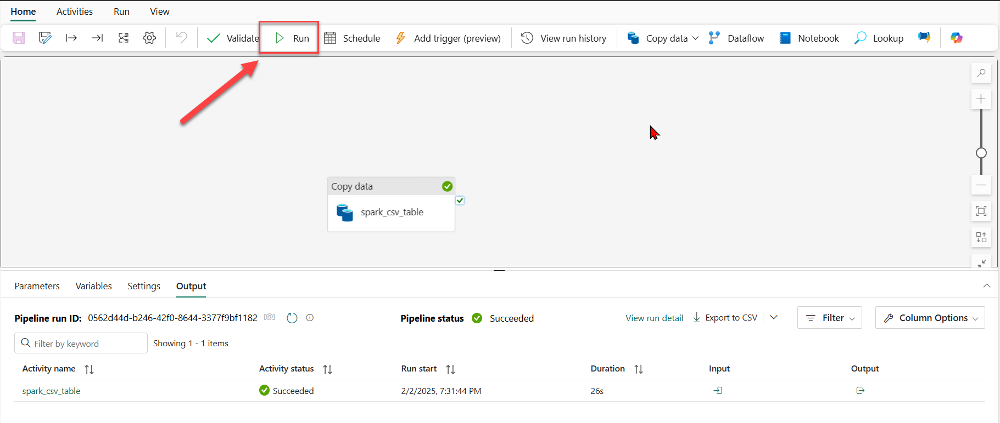 Home Activities Run View
Validate Run Schedule Add trigger (preview) View run history Copy data Dataflow Notebook Lookup
Copy data
spark_csv_table
Parameters Variables Settings Output
Pipeline run ID: 0562d44d-b246-42f0-8644-3377f9bf1182 [@] Pipeline status Succeeded View run detail Export to CSV Filter Column Options
Filter by keyword Showing 1 - 1 items
Activity name Activity status Run start Duration Input Output
spark_csv_table Succeeded 2/2/2025, 7:31:44 PM 26s